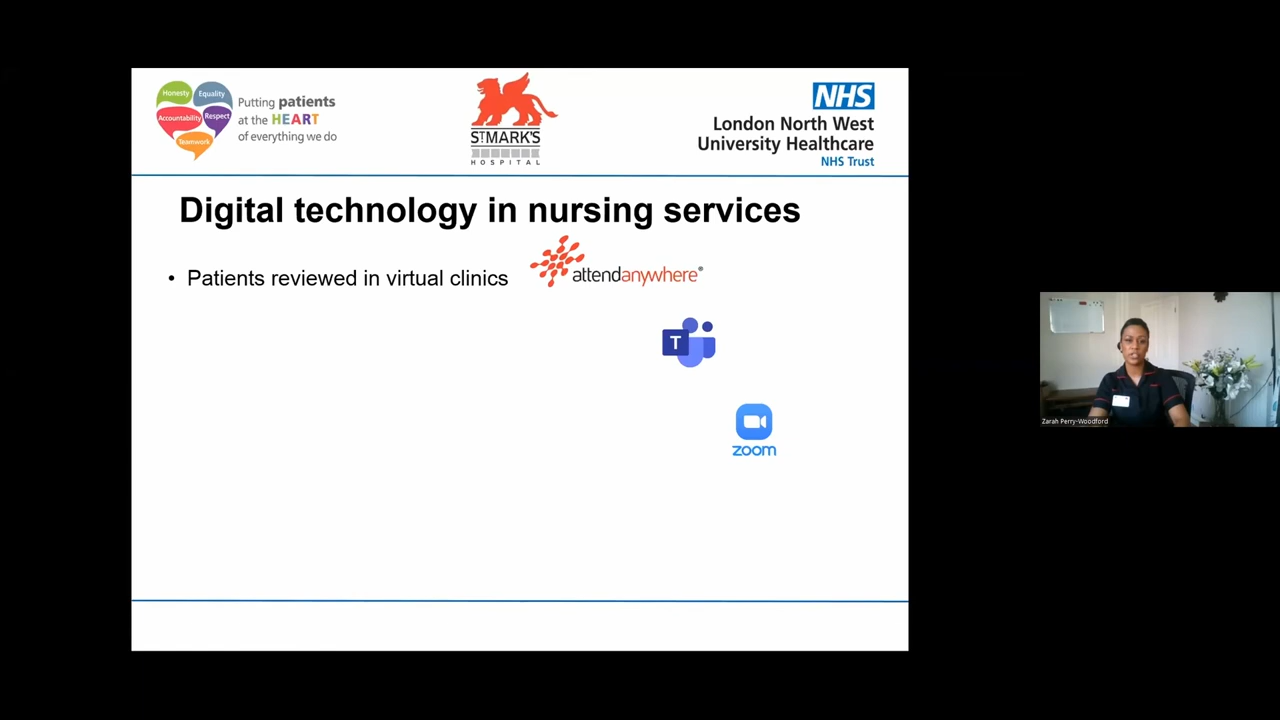 Honesty
Equality
Accountability
Respect
Teamwork
Putting patients
at the HEART
of everything we do
ST MARK'S
HOSPITAL
NHS
London North West
University Healthcare
NHS Trust
Digital technology in nursing services
• Patients reviewed in virtual clinics
attendanywhere®
T
zoom
Zarah Perry-Woodford